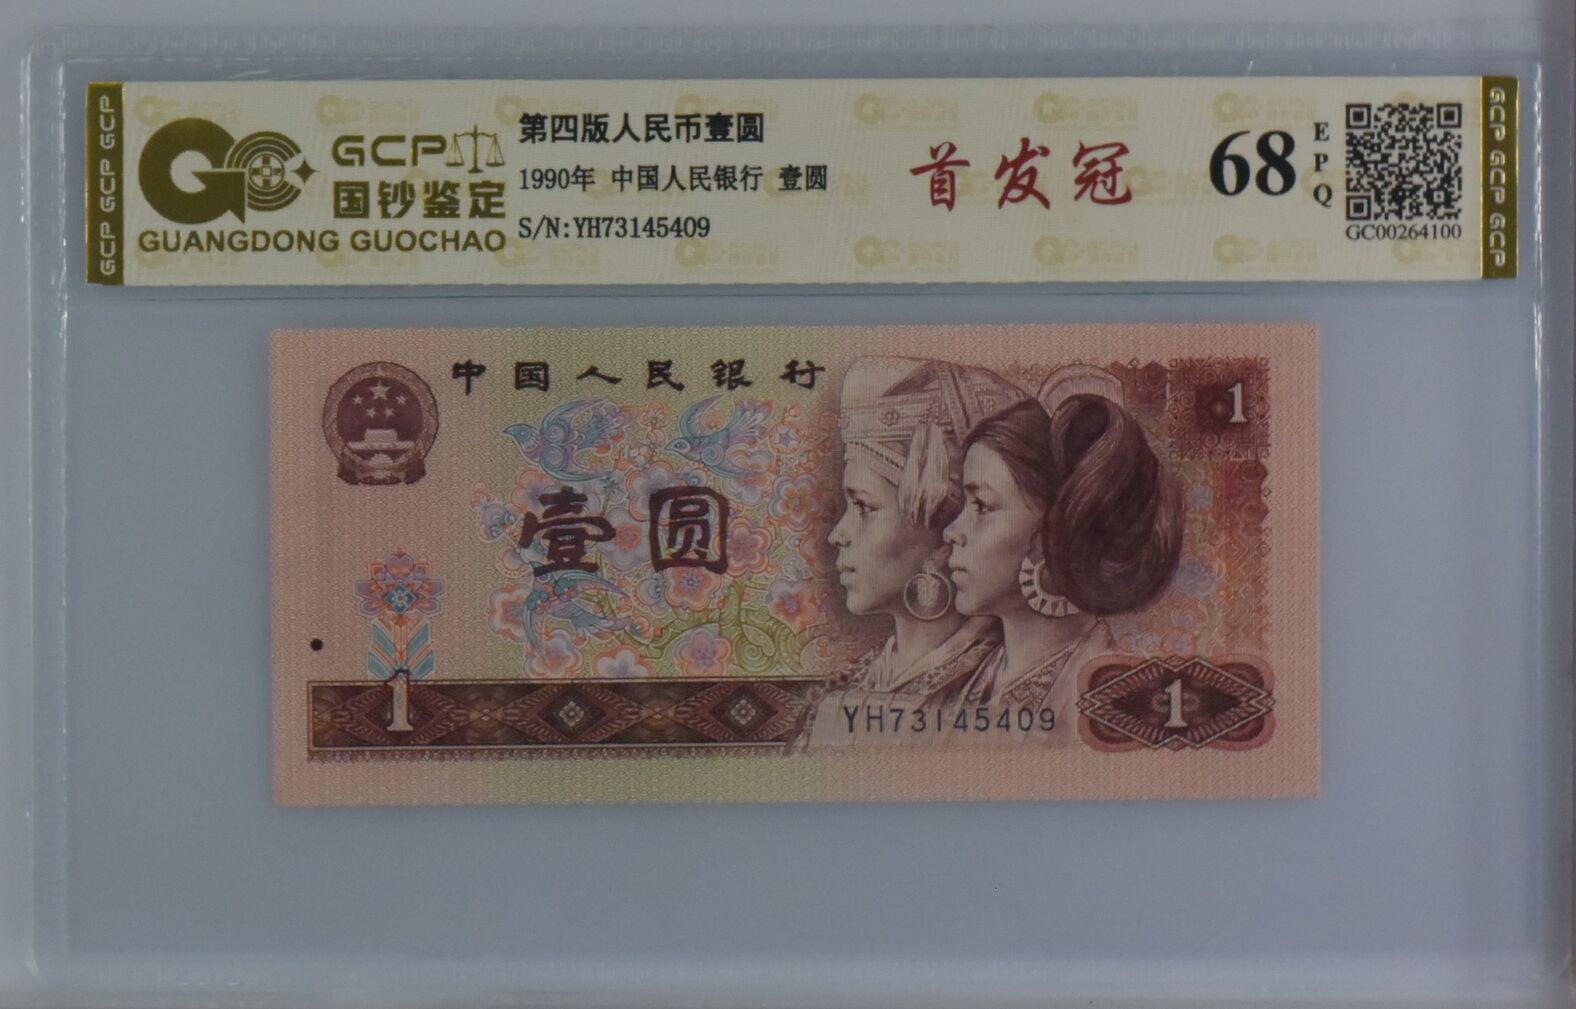 GCP GCP GCP
GCP
国钞鉴定
GUANGDONG GUOCHAO
第四版人民币壹圆
1990年 中国人民银行 壹圆
S/N:YH73145409
首发冠
68
EPQ
GC00264100
GCP GCP GCP
中国人民银行
1
壹圆
1
YH73145409
1